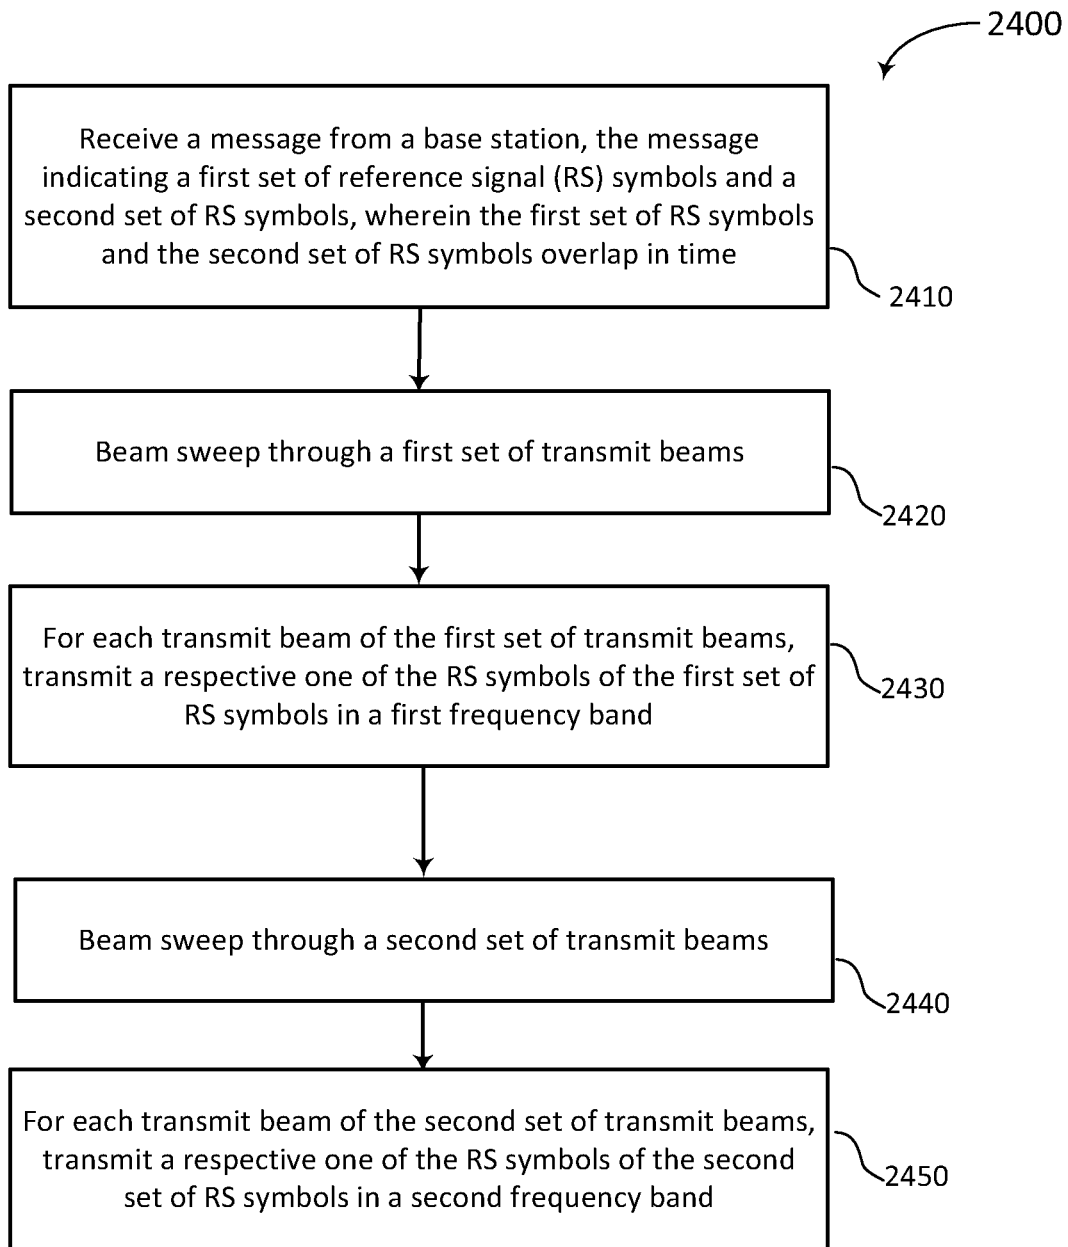 2400
Receive a message from a base station, the message
indicating a first set of reference signal (RS) symbols and a
second set of RS symbols, wherein the first set of RS symbols
and the second set of RS symbols overlap in time
2410
Beam sweep through a first set of transmit beams
2420
For each transmit beam of the first set of transmit beams,
transmit a respective one of the RS symbols of the first set of
RS symbols in a first frequency band
2430
Beam sweep through a second set of transmit beams
2440
For each transmit beam of the second set of transmit beams,
transmit a respective one of the RS symbols of the second
set of RS symbols in a second frequency band
2450